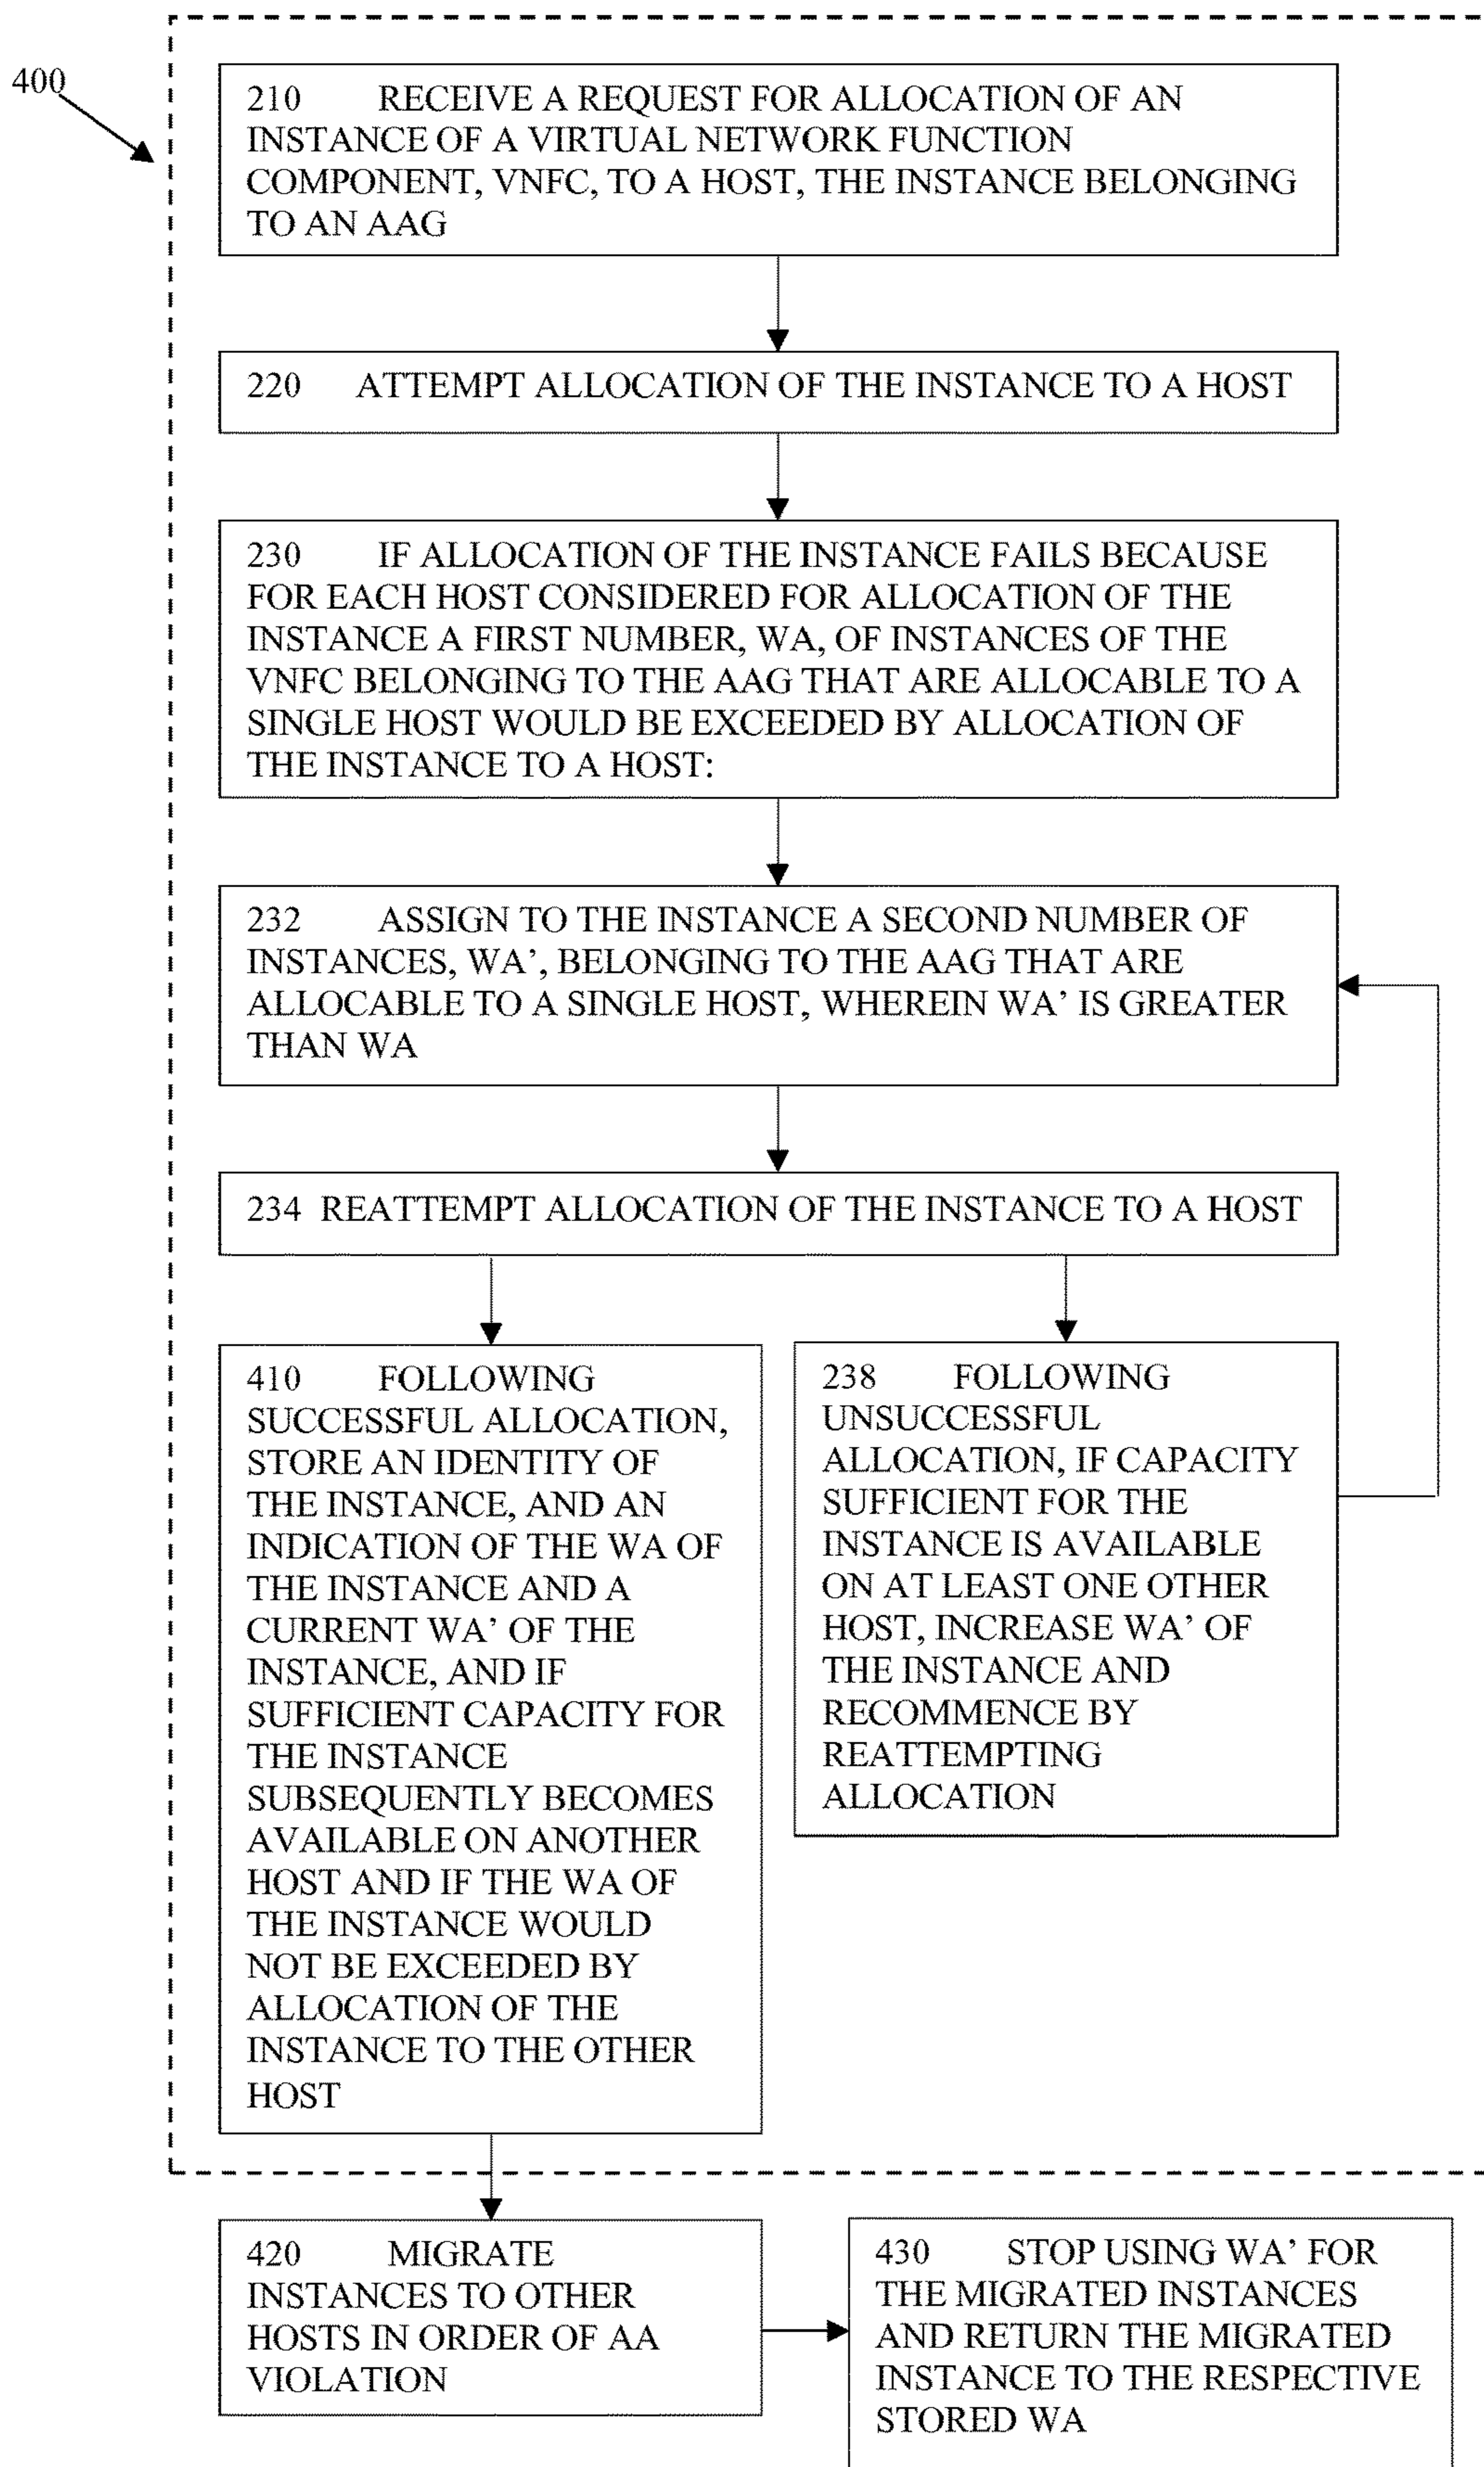 400
210 RECEIVE A REQUEST FOR ALLOCATION OF AN
INSTANCE OF A VIRTUAL NETWORK FUNCTION
COMPONENT, VNFC, TO A HOST, THE INSTANCE BELONGING
TO AN AAG
220 ATTEMPT ALLOCATION OF THE INSTANCE TO A HOST
230 IF ALLOCATION OF THE INSTANCE FAILS BECAUSE
FOR EACH HOST CONSIDERED FOR ALLOCATION OF THE
INSTANCE A FIRST NUMBER, WA, OF INSTANCES OF THE
VNFC BELONGING TO THE AAG THAT ARE ALLOCABLE TO A
SINGLE HOST WOULD BE EXCEEDED BY ALLOCATION OF
THE INSTANCE TO A HOST:
232 ASSIGN TO THE INSTANCE A SECOND NUMBER OF
INSTANCES, WA’, BELONGING TO THE AAG THAT ARE
ALLOCABLE TO A SINGLE HOST, WHEREIN WA’ IS GREATER
THAN WA
234 REATTEMPT ALLOCATION OF THE INSTANCE TO A HOST
410 FOLLOWING
SUCCESSFUL ALLOCATION,
STORE AN IDENTITY OF
THE INSTANCE, AND AN
INDICATION OF THE WA OF
THE INSTANCE AND A
CURRENT WA’ OF THE
INSTANCE, AND IF
SUFFICIENT CAPACITY FOR
THE INSTANCE
SUBSEQUENTLY BECOMES
AVAILABLE ON ANOTHER
HOST AND IF THE WA OF
THE INSTANCE WOULD
NOT BE EXCEEDED BY
ALLOCATION OF THE
INSTANCE TO THE OTHER
HOST
238 FOLLOWING
UNSUCCESSFUL
ALLOCATION, IF CAPACITY
SUFFICIENT FOR THE
INSTANCE IS AVAILABLE
ON AT LEAST ONE OTHER
HOST, INCREASE WA’ OF
THE INSTANCE AND
RECOMMENCE BY
REATTEMPTING
ALLOCATION
420 MIGRATE
INSTANCES TO OTHER
HOSTS IN ORDER OF AA
VIOLATION
430 STOP USING WA’ FOR
THE MIGRATED INSTANCES
AND RETURN THE MIGRATED
INSTANCE TO THE RESPECTIVE
STORED WA